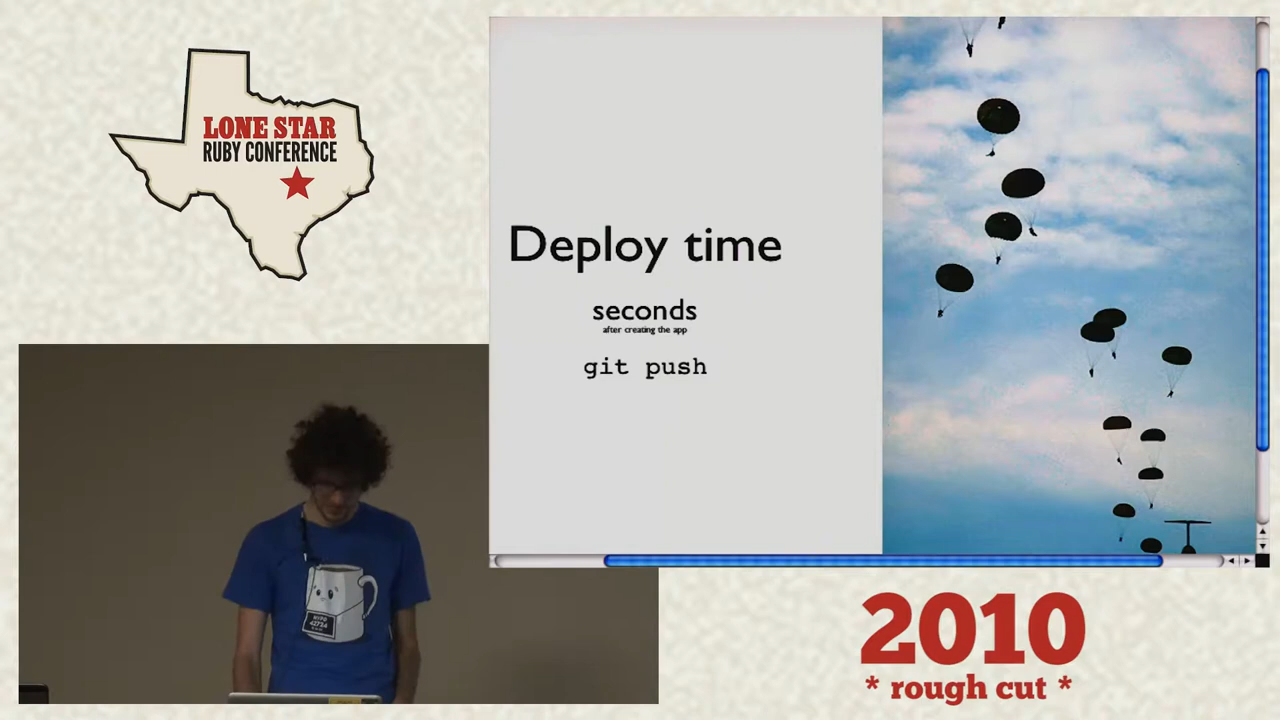 LONE STAR
RUBY CONFERENCE
Deploy time
seconds
after creating the app
git push
2010
* rough cut *